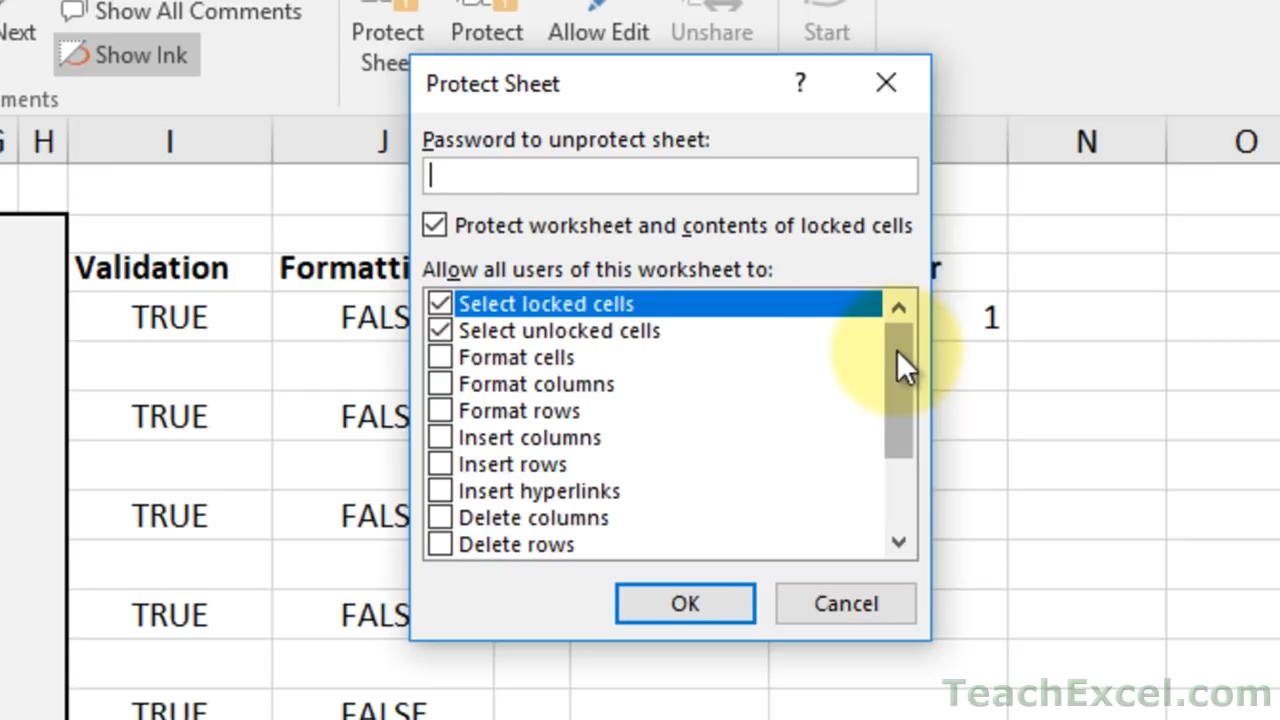 Show All Comments
Next
Show Ink
Protect
Shee
Protect
Allow Edit
Unshare
Start
ments
Protect Sheet
?
H
I
J
N
O
Password to unprotect sheet:
Protect worksheet and contents of locked cells
Validation
Formatti
r
Allow all users of this worksheet to:
Select locked cells
Select unlocked cells
Format cells
Format columns
Format rows
Insert columns
Insert rows
Insert hyperlinks
Delete columns
Delete rows
TRUE
FALS
1
TRUE
FALS
TRUE
FALS
TRUE
FALS
TRUE
FALSE
OK
Cancel
TeachExcel.com